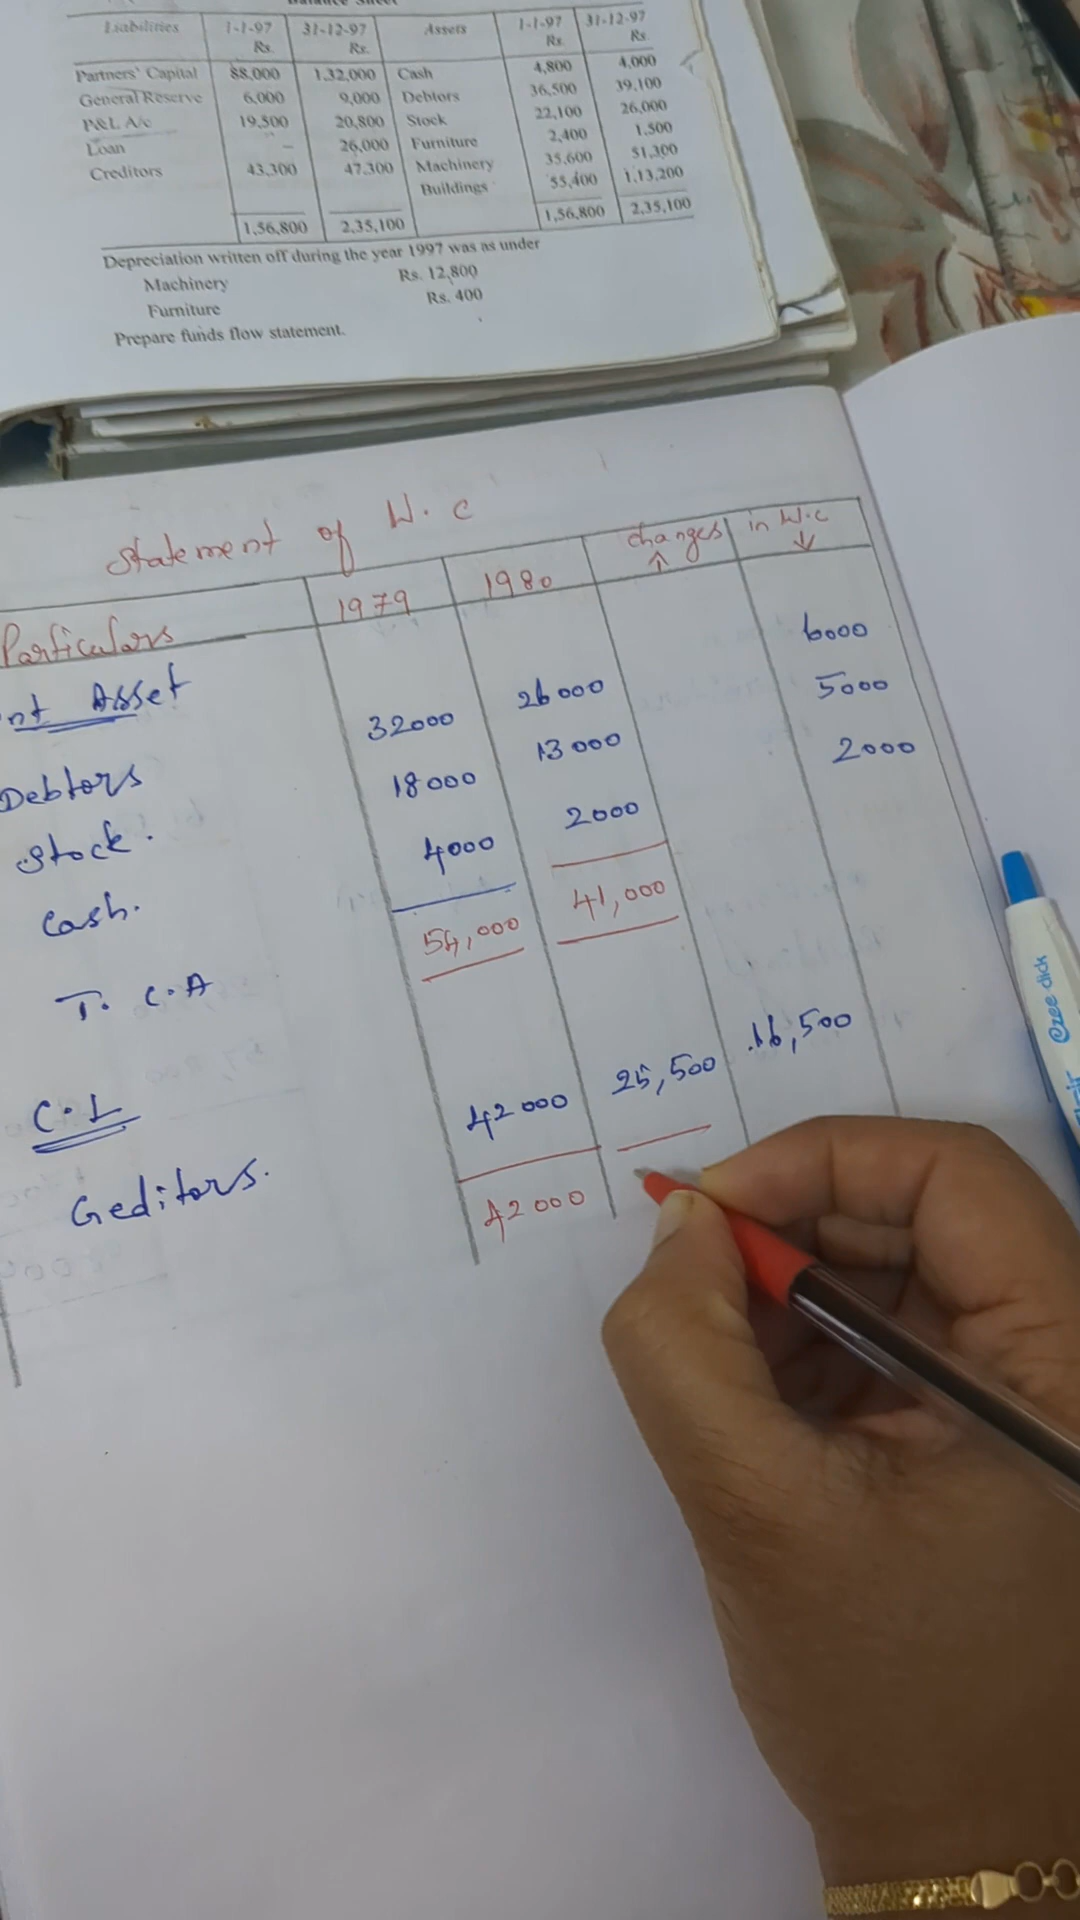 Balance Sheet
Liabilities 1-1-97 31-12-97 Assets 1-1-97 31-12-97
Rs. Rs. Rs. Rs.
Partners' Capital 88,000 1,32,000 Cash 4,800 4,000
General Reserve 6,000 9,000 Debtors 36,500 39,100
P&L A/c 19,500 20,800 Stock 22,100 26,000
Loan – 26,000 Furniture 2,400 1,500
Creditors 43,300 47,300 Machinery 35,600 51,300
Buildings 55,400 1,13,200
1,56,800 2,35,100 1,56,800 2,35,100
Depreciation written off during the year 1997 was as under
Machinery Rs. 12,800
Furniture Rs. 400
Prepare funds flow statement.
Statement of W.C
Particulars 1979 1980 changes in W.C
↑ ↓
nt Asset
Debtors 32000 26000 6000
Stock. 18000 13000 5000
Cash. 4000 2000 2000
T. C.A 54,000 41,000
C.L
Creditors. 42000 25,500 16,500
42000
Cree dick